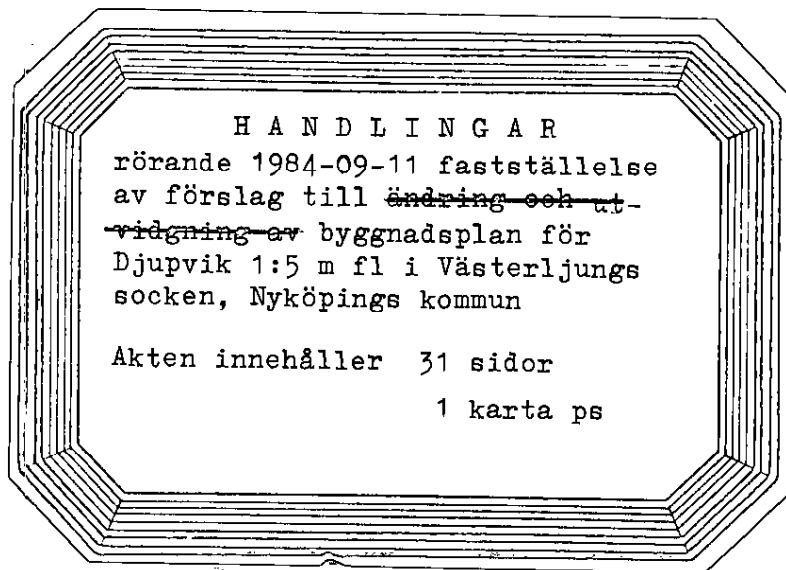 H A N D L I N G A R
rörande 1984-09-11 fastställelse
av förslag till ändring och ut-
vidgning av byggnadsplan för
Djupvik 1:5 m fl i Västerljungs
socken, Nyköpings kommun
Akten innehåller 31 sidor
1 karta ps